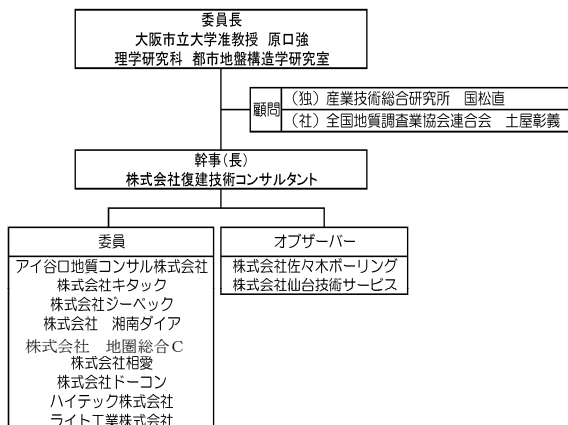 委員長
大阪市立大学准教授 原口強
理学研究科 都市地盤構造学研究室
顧問
（独）産業技術総合研究所 国松直
（社）全国地質調査業協会連合会 土屋彰義
幹事（長）
株式会社復建技術コンサルタント
委員
アイ谷口地質コンサル株式会社
株式会社キタック
株式会社ジーベック
株式会社 湘南ダイア
株式会社 地圏総合C
株式会社相愛
株式会社ドーコン
ハイテック株式会社
ライト工業株式会社
オブザーバー
株式会社佐々木ボーリング
株式会社仙台技術サービス